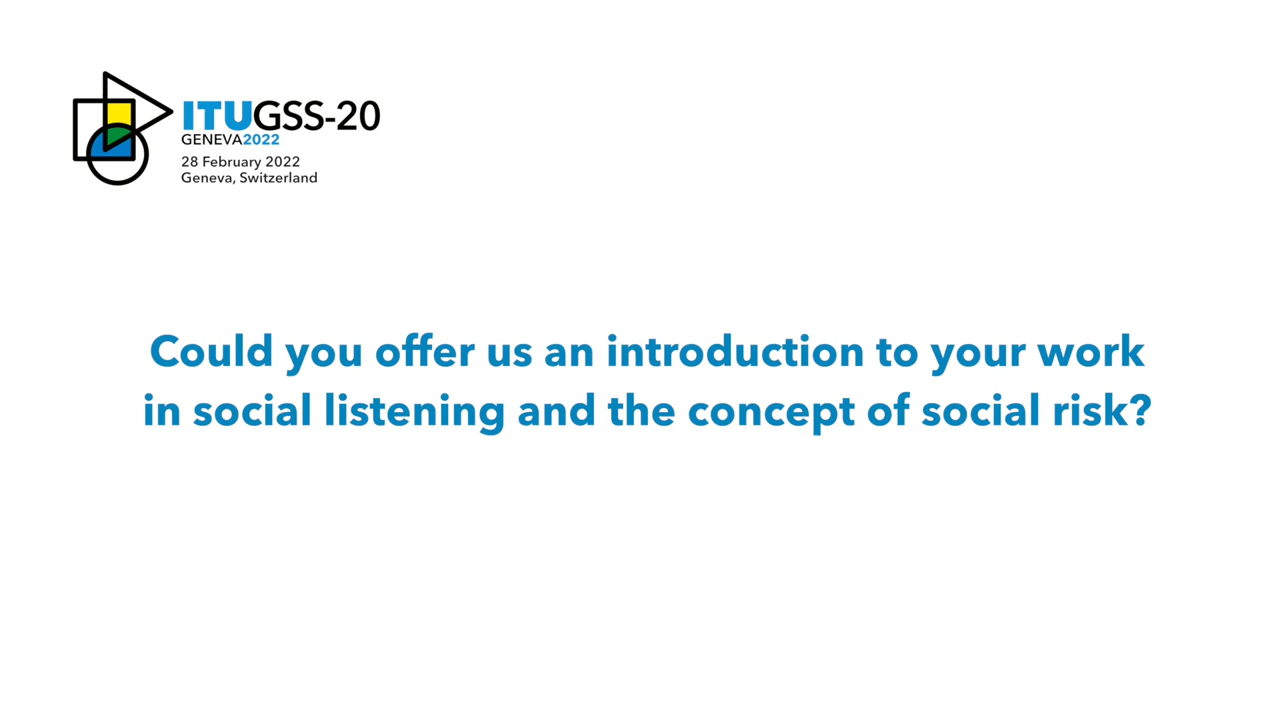 ITUGSS-20
GENEVA2022
28 February 2022
Geneva, Switzerland
Could you offer us an introduction to your work
in social listening and the concept of social risk?